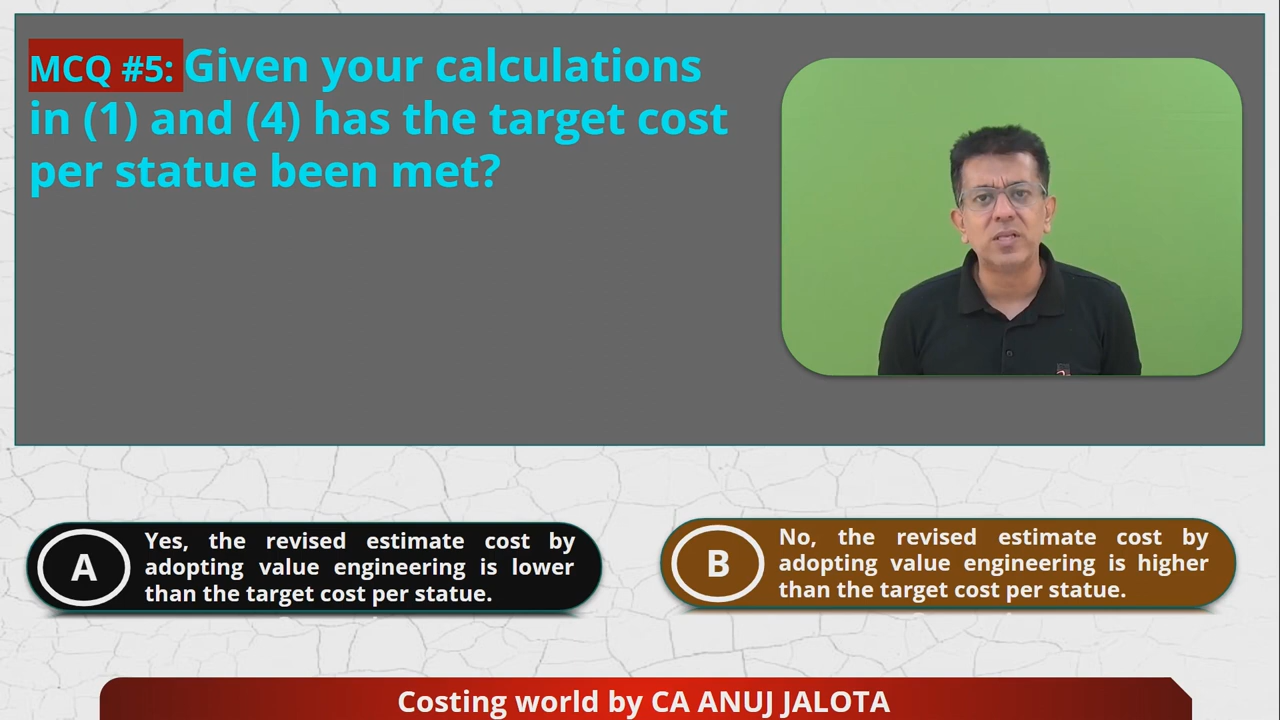 MCQ #5: Given your calculations
in (1) and (4) has the target cost
per statue been met?
A
Yes, the revised estimate cost by
adopting value engineering is lower
than the target cost per statue.
B
No, the revised estimate cost by
adopting value engineering is higher
than the target cost per statue.
Costing world by CA ANUJ JALOTA